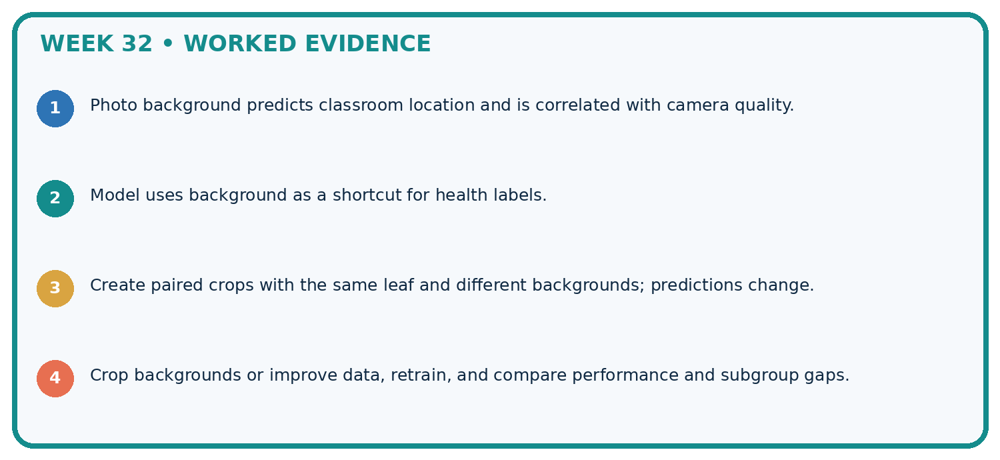 WEEK 32 • WORKED EVIDENCE
1 Photo background predicts classroom location and is correlated with camera quality.
2 Model uses background as a shortcut for health labels.
3 Create paired crops with the same leaf and different backgrounds; predictions change.
4 Crop backgrounds or improve data, retrain, and compare performance and subgroup gaps.